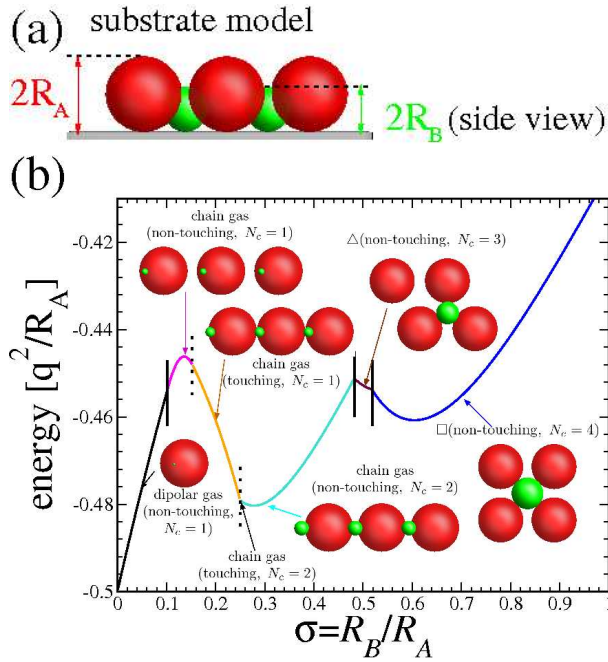 (a) substrate model
2R_A
2R_B (side view)
(b)
chain gas
(non-touching, N_c = 1)
△(non-touching, N_c = 3)
chain gas
(touching, N_c = 1)
□(non-touching, N_c = 4)
chain gas
(non-touching, N_c = 2)
dipolar gas
(non-touching,
N_c = 1)
chain gas
(touching, N_c = 2)
energy [q^2/R_A]
-0.42
-0.44
-0.46
-0.48
-0.5
0 0.1 0.2 0.3 0.4 0.5 0.6 0.7 0.8 0.9 1
σ=R_B/R_A